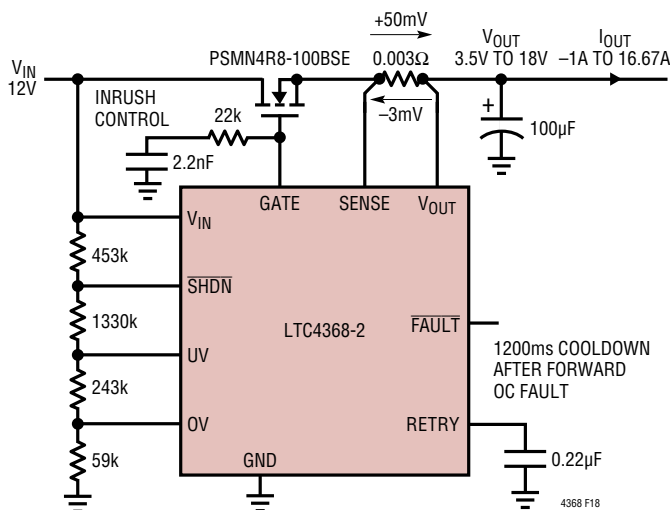 +50mV
PSMN4R8-100BSE
0.003Ω
VOUT
3.5V TO 18V
IOUT
–1A TO 16.67A
VIN
12V
INRUSH
CONTROL
22k
–3mV
+
100µF
2.2nF
GATE
SENSE
VOUT
VIN
453k
SHDN
1330k
LTC4368-2
FAULT
UV
1200ms COOLDOWN
AFTER FORWARD
OC FAULT
243k
OV
RETRY
59k
GND
0.22µF
4368 F18